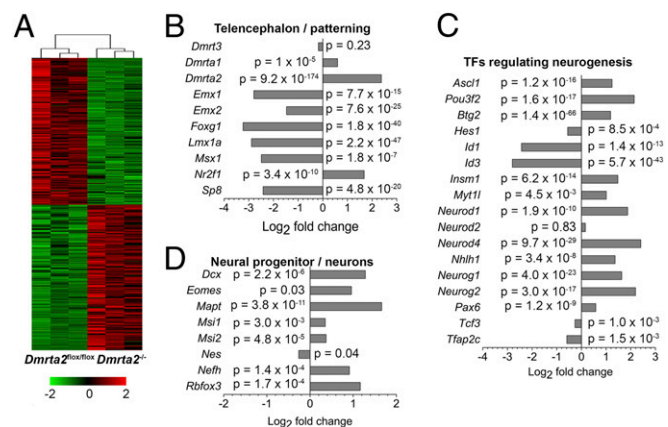 A
Dmrta2flox/flox Dmrta2-/-
-2 0 2
B
Telencephalon / patterning
Dmrt3 p = 0.23
Dmrta1 p = 1 x 10-5
Dmrta2 p = 9.2 x 10-174
Emx1 p = 7.7 x 10-15
Emx2 p = 7.6 x 10-25
Foxg1 p = 1.8 x 10-40
Lmx1a p = 2.2 x 10-47
Msx1 p = 1.8 x 10-7
Nr2f1 p = 3.4 x 10-10
Sp8 p = 4.8 x 10-20
-4 -3 -2 -1 0 1 2 3
Log2 fold change
D
Neural progenitor / neurons
Dcx p = 2.2 x 10-6
Eomes p = 0.03
Mapt p = 3.8 x 10-11
Msi1 p = 3.0 x 10-3
Msi2 p = 4.8 x 10-5
Nes p = 0.04
Nefh p = 1.4 x 10-4
Rbfox3 p = 1.7 x 10-4
-2 -1 0 1 2
Log2 fold change
C
TFs regulating neurogenesis
Ascl1 p = 1.2 x 10-16
Pou3f2 p = 1.6 x 10-17
Btg2 p = 1.4 x 10-66
Hes1 p = 8.5 x 10-4
Id1 p = 1.4 x 10-13
Id3 p = 5.7 x 10-43
Insm1 p = 6.2 x 10-14
Myt1l p = 4.5 x 10-3
Neurod1 p = 1.9 x 10-10
Neurod2 p = 0.83
Neurod4 p = 9.7 x 10-29
Nhlh1 p = 3.4 x 10-8
Neurog1 p = 4.0 x 10-23
Neurog2 p = 3.0 x 10-17
Pax6 p = 1.2 x 10-9
Tcf3 p = 1.0 x 10-3
Tfap2c p = 1.5 x 10-3
-4 -3 -2 -1 0 1 2 3
Log2 fold change